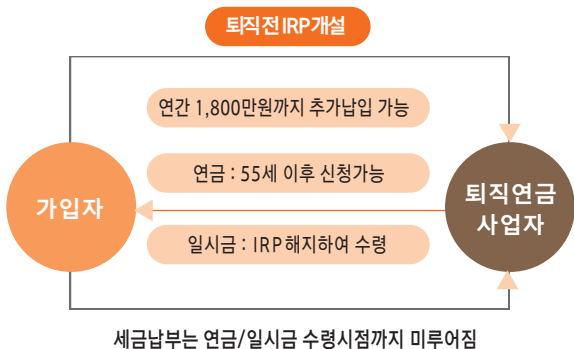 퇴직 전 IRP 개설
연간 1,800만원까지 추가납입 가능
연금 : 55세 이후 신청가능
가입자
퇴직연금
사업자
일시금 : IRP 해지하여 수령
세금납부는 연금/일시금 수령시점까지 미루어짐